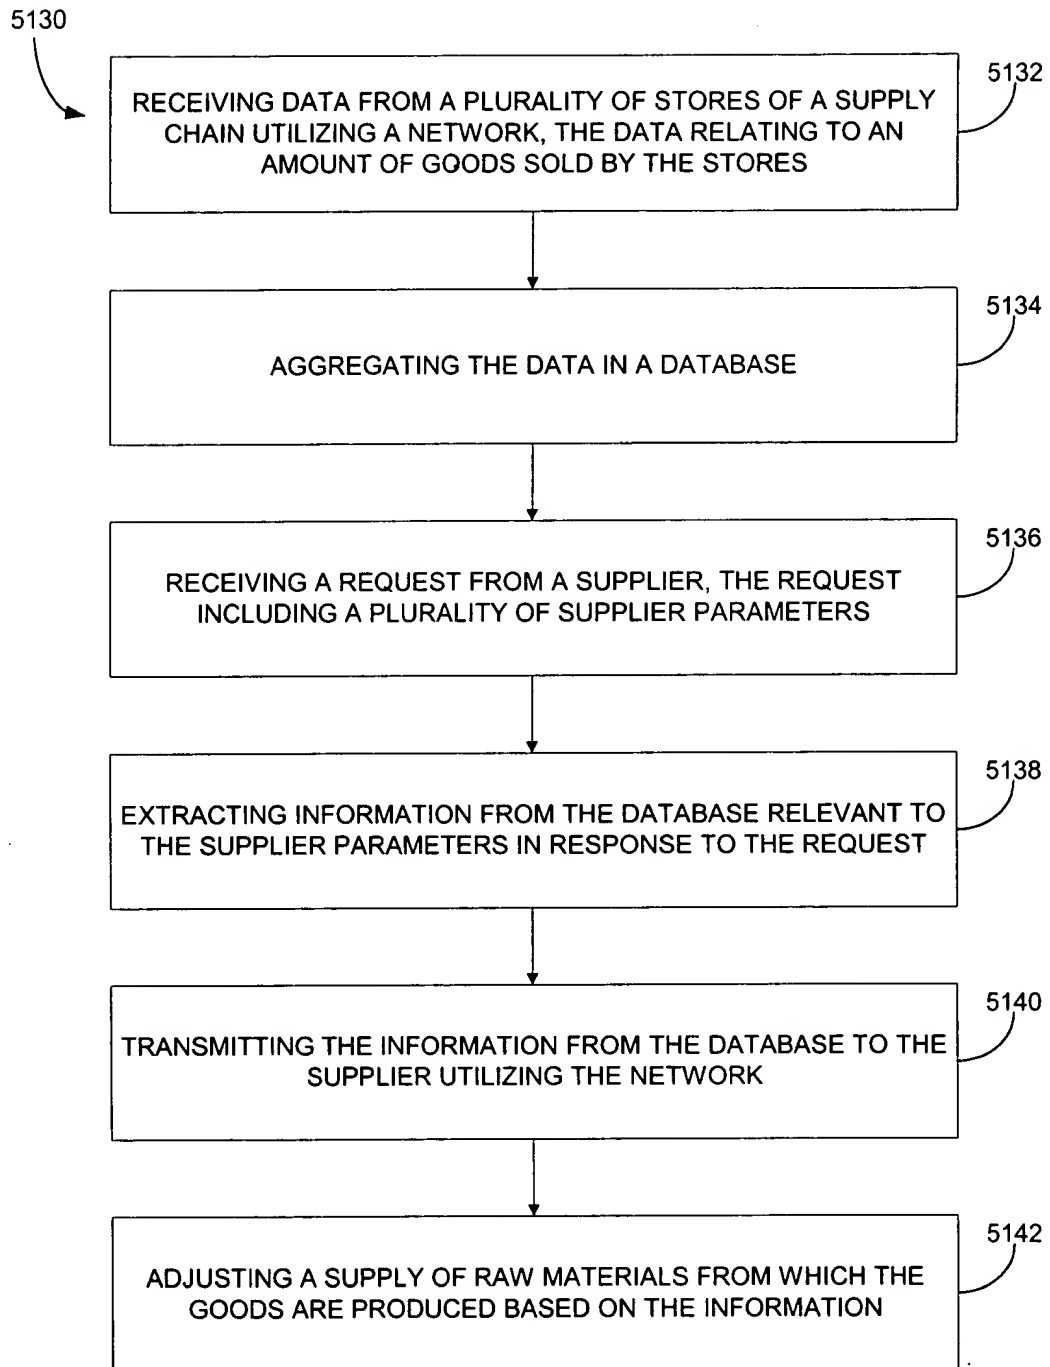 5130
5132
RECEIVING DATA FROM A PLURALITY OF STORES OF A SUPPLY
CHAIN UTILIZING A NETWORK, THE DATA RELATING TO AN
AMOUNT OF GOODS SOLD BY THE STORES
5134
AGGREGATING THE DATA IN A DATABASE
5136
RECEIVING A REQUEST FROM A SUPPLIER, THE REQUEST
INCLUDING A PLURALITY OF SUPPLIER PARAMETERS
5138
EXTRACTING INFORMATION FROM THE DATABASE RELEVANT TO
THE SUPPLIER PARAMETERS IN RESPONSE TO THE REQUEST
5140
TRANSMITTING THE INFORMATION FROM THE DATABASE TO THE
SUPPLIER UTILIZING THE NETWORK
5142
ADJUSTING A SUPPLY OF RAW MATERIALS FROM WHICH THE
GOODS ARE PRODUCED BASED ON THE INFORMATION